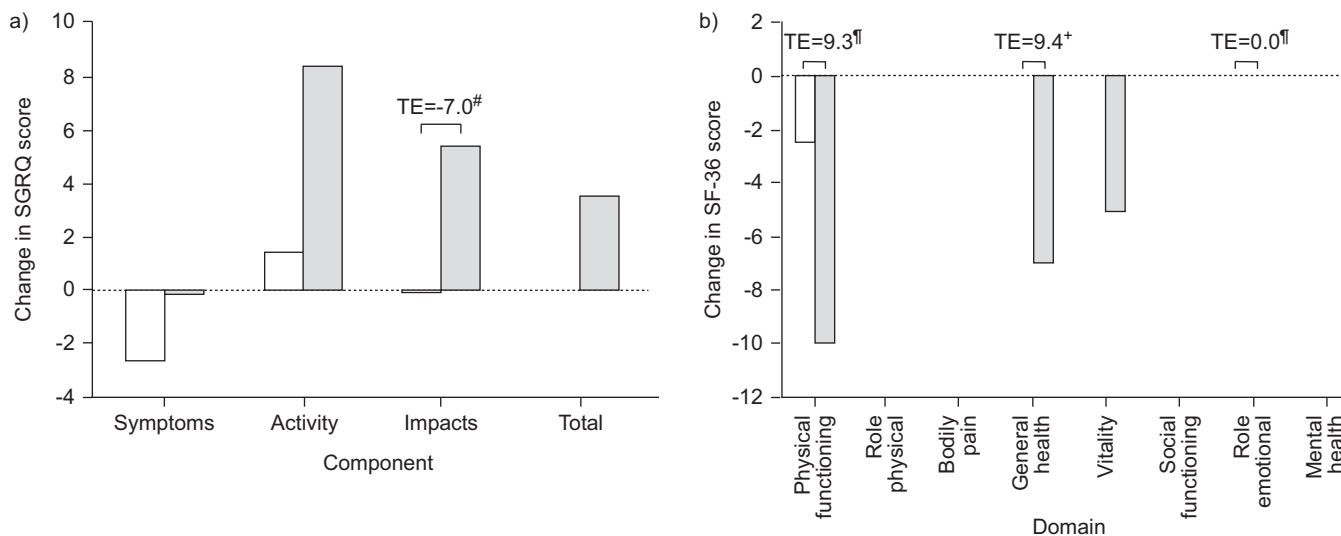 a)
10
8
6
4
2
0
-2
-4
Change in SGRQ score
TE=-7.0#
Symptoms
Activity
Impacts
Total
Component
b)
2
0
-2
-4
-6
-8
-10
-12
Change in SF-36 score
TE=9.3¶
TE=9.4+
TE=0.0¶
Physical
functioning
Role
physical
Bodily
pain
General
health
Vitality
Social
functioning
Role
emotional
Mental
health
Domain